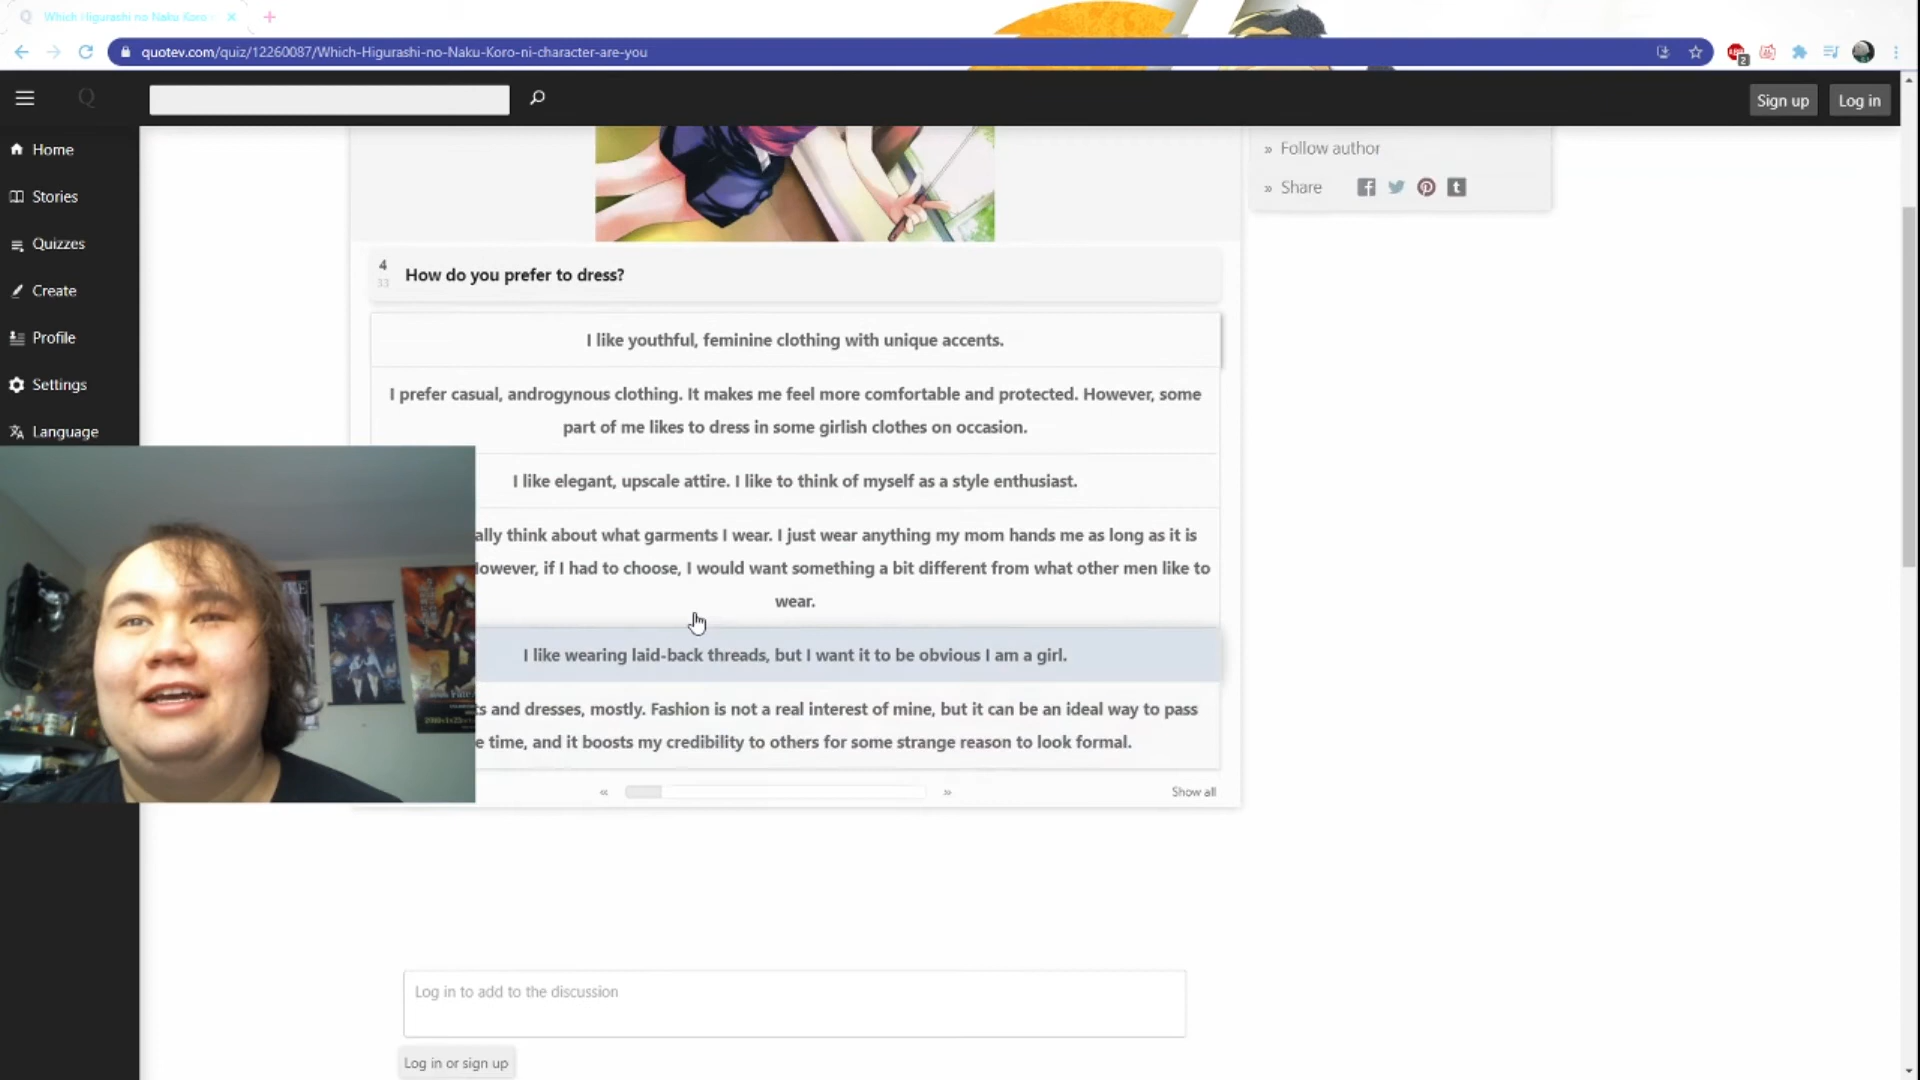 Which Higurashi no Naku Koro
quotev.com/quiz/12260087/Which-Higurashi-no-Naku-Koro-ni-character-are-you
2
Q
Sign up
Log in
Home
Stories
Quizzes
Create
Profile
Settings
Language
» Follow author
» Share
4
33
How do you prefer to dress?
I like youthful, feminine clothing with unique accents.
I prefer casual, androgynous clothing. It makes me feel more comfortable and protected. However, some
part of me likes to dress in some girlish clothes on occasion.
I like elegant, upscale attire. I like to think of myself as a style enthusiast.
ally think about what garments I wear. I just wear anything my mom hands me as long as it is
owever, if I had to choose, I would want something a bit different from what other men like to
wear.
I like wearing laid-back threads, but I want it to be obvious I am a girl.
ts and dresses, mostly. Fashion is not a real interest of mine, but it can be an ideal way to pass
e time, and it boosts my credibility to others for some strange reason to look formal.
« » Show all
Log in to add to the discussion
Log in or sign up